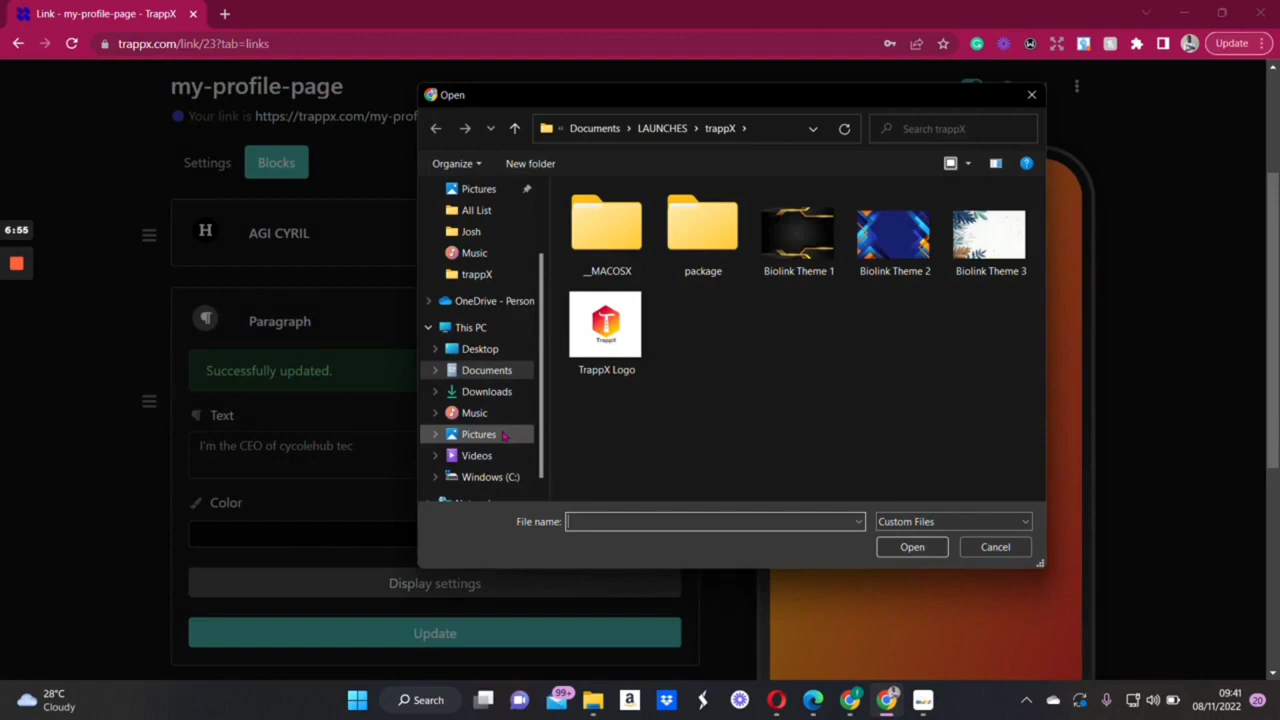 Link - my-profile-page - TrappX
trappx.com/link/23?tab=links
Update
my-profile-page
Your link is https://trappx.com/my-prof
Settings
Blocks
H
AGI CYRIL
Paragraph
Successfully updated.
Text
I'm the CEO of cycolehub tec
Color
Display settings
Update
6:55
Open
Documents
LAUNCHES
trappX
Search trappX
Organize
New folder
Pictures
All List
Josh
Music
trappX
OneDrive - Person
This PC
Desktop
Documents
Downloads
Music
Pictures
Videos
Windows (C:)
__MACOSX
package
Biolink Theme 1
Biolink Theme 2
Biolink Theme 3
TrappX
TrappX Logo
File name:
Custom Files
Open
Cancel
28°C
Cloudy
Search
99+
09:41
08/11/2022
20